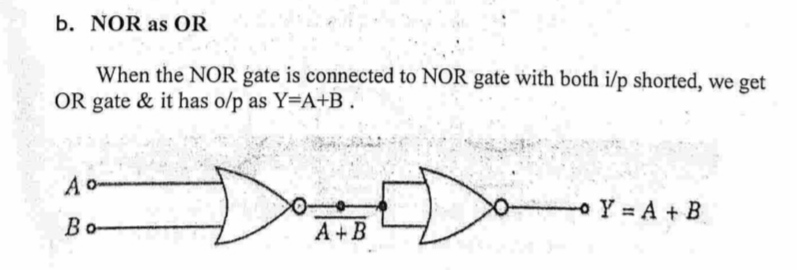 b. NOR as OR
When the NOR gate is connected to NOR gate with both i/p shorted, we get
OR gate & it has o/p as Y=A+B .
A
B
A̅ ̅+̅ ̅B̅
Y = A + B